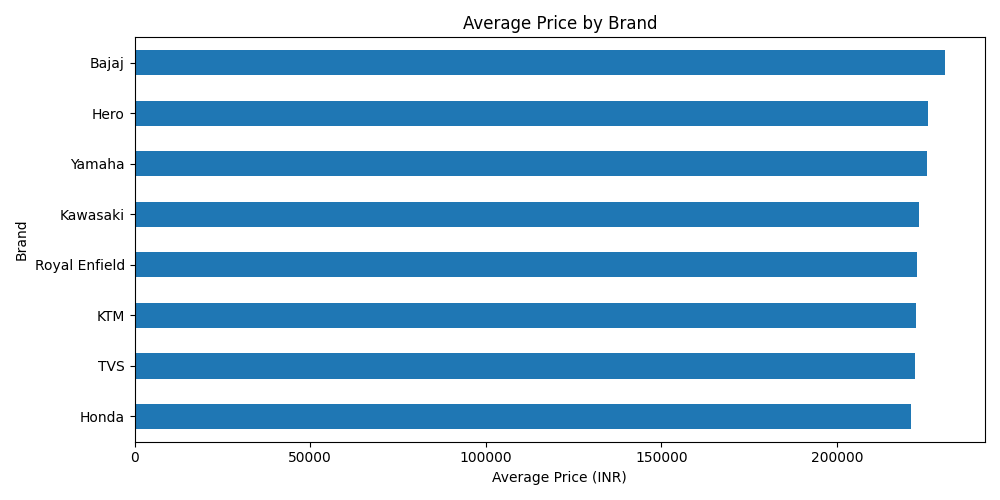 Average Price by Brand
Bajaj
Hero
Yamaha
Kawasaki
Royal Enfield
KTM
TVS
Honda
Brand
0 50000 100000 150000 200000
Average Price (INR)